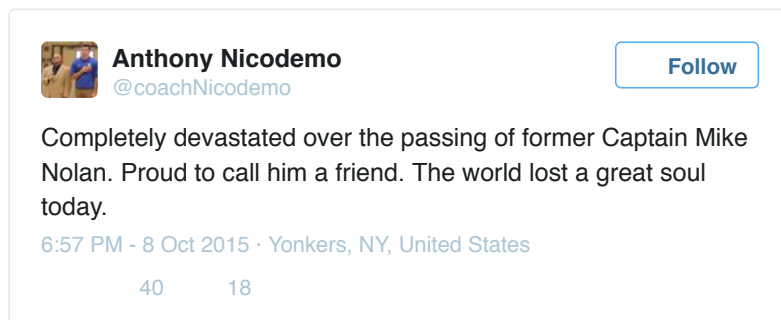 Anthony Nicodemo
@coachNicodemo
Follow
Completely devastated over the passing of former Captain Mike
Nolan. Proud to call him a friend. The world lost a great soul
today.
6:57 PM - 8 Oct 2015 · Yonkers, NY, United States
40 18